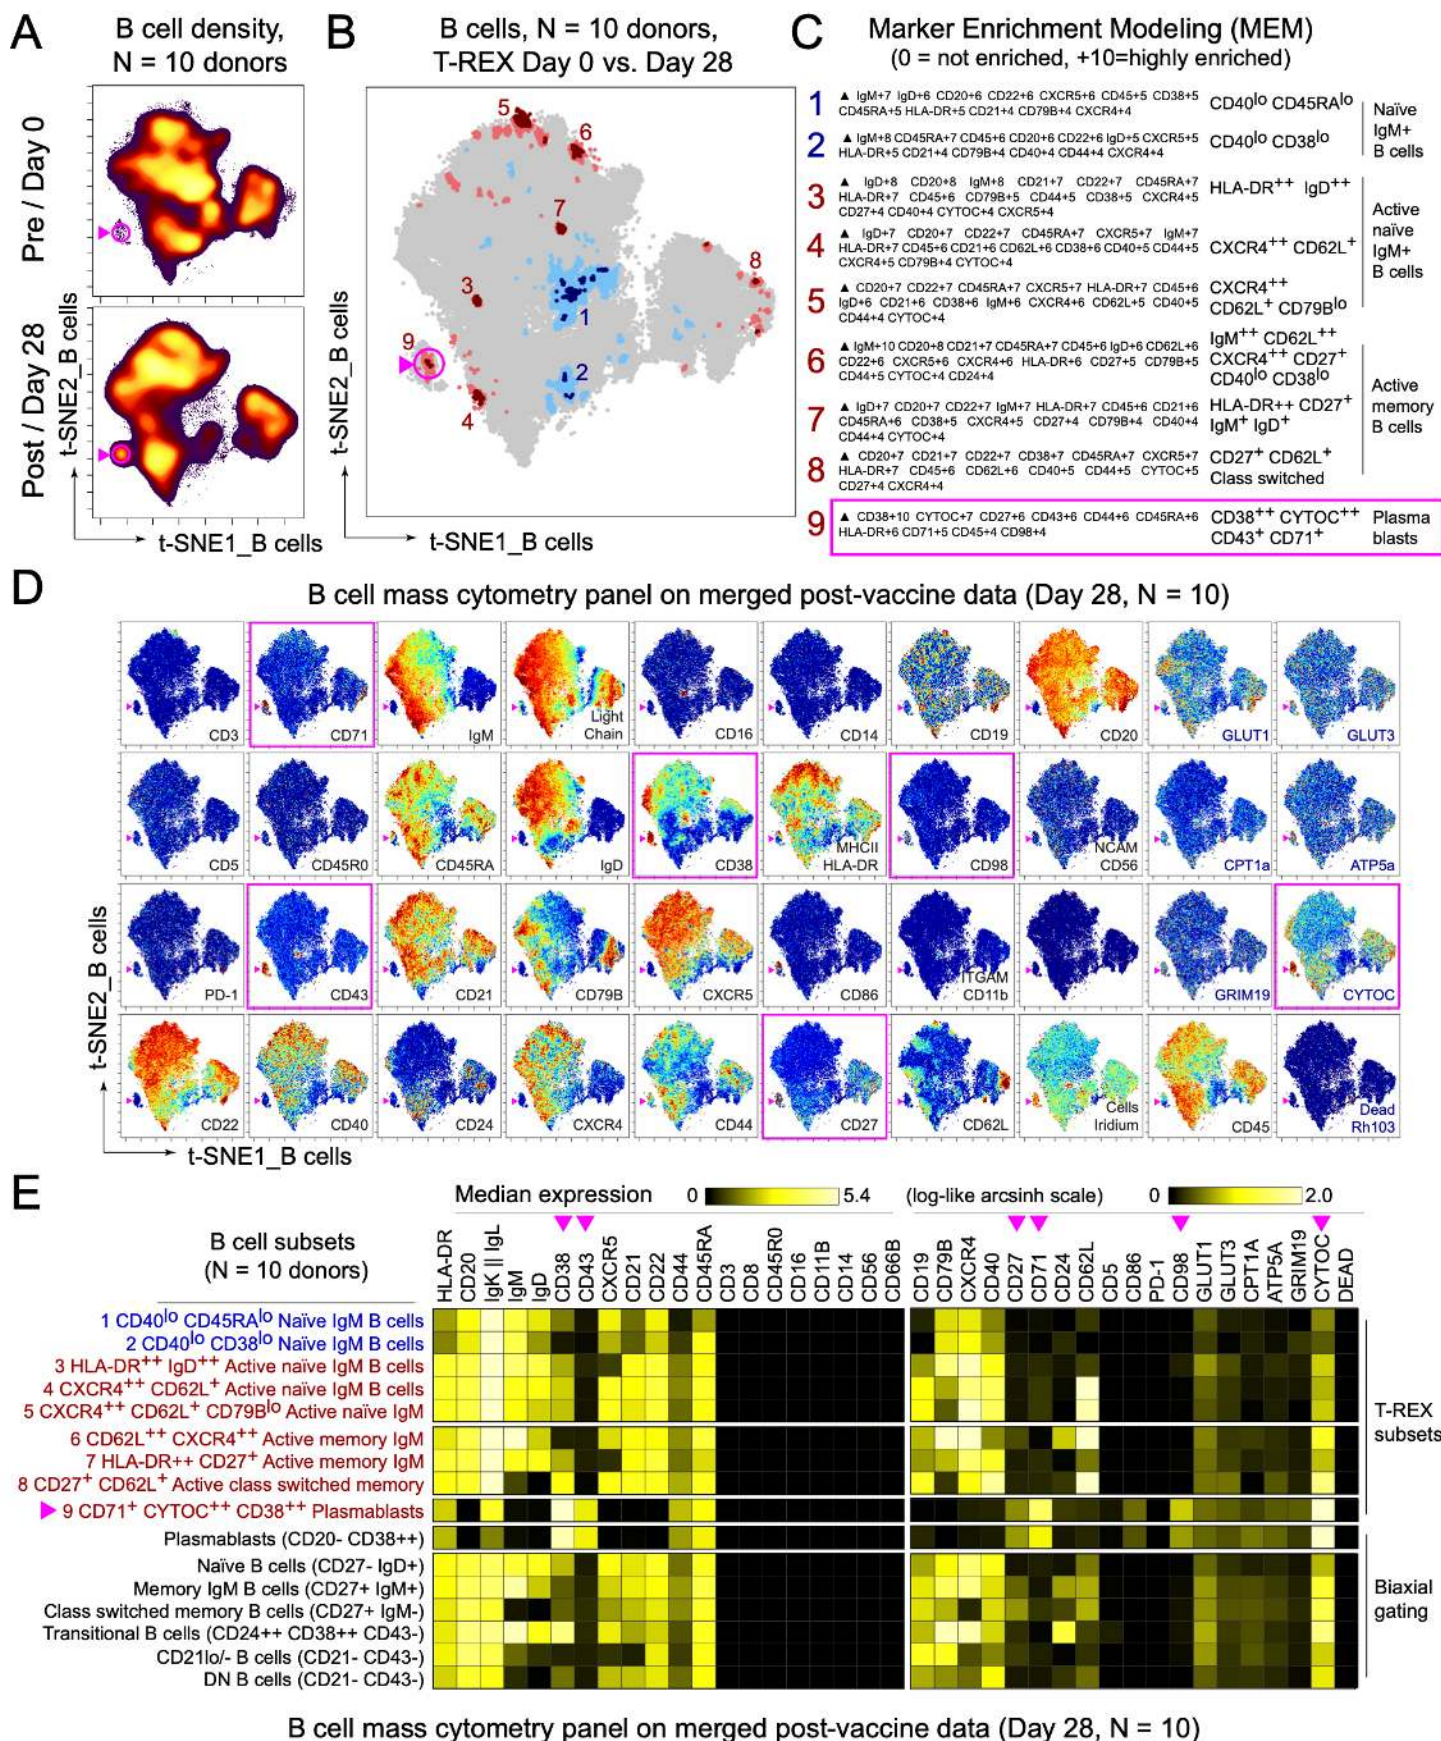 A
B cell density,
N = 10 donors
Pre / Day 0
Post / Day 28
t-SNE2_B cells
t-SNE1_B cells
B
B cells, N = 10 donors,
T-REX Day 0 vs. Day 28
5
6
7
8
3
1
9
2
4
t-SNE2_B cells
t-SNE1_B cells
C
Marker Enrichment Modeling (MEM)
(0 = not enriched, +10=highly enriched)
1
▲ IgM+7 IgD+6 CD20+6 CD22+6 CXCR5+6 CD45+5 CD38+5
CD45RA+5 HLA-DR+5 CD21+4 CD79B+4 CXCR4+4
CD40lo CD45RAlo
2
▲ IgM+8 CD45RA+7 CD45+6 CD20+6 CD22+6 IgD+5 CXCR5+5
HLA-DR+5 CD21+4 CD79B+4 CD40+4 CD44+4 CXCR4+4
CD40lo CD38lo
Naïve
IgM+
B cells
3
▲ IgD+8 CD20+8 IgM+8 CD21+7 CD22+7 CD45RA+7
HLA-DR+7 CD45+6 CD79B+5 CD44+5 CD38+5 CXCR4+5
CD27+4 CD40+4 CYTOC+4 CXCR5+4
HLA-DR++ IgD++
4
▲ IgD+7 CD20+7 CD22+7 CD45RA+7 CXCR5+7 IgM+7
HLA-DR+7 CD45+6 CD21+6 CD62L+6 CD38+6 CD40+5 CD44+5
CXCR4+5 CD79B+4 CYTOC+4
CXCR4++ CD62L+
5
▲ CD20+7 CD22+7 CD45RA+7 CXCR5+7 HLA-DR+7 CD45+6
IgD+6 CD21+6 CD38+6 IgM+6 CXCR4+6 CD62L+5 CD40+5
CD44+4 CYTOC+4
CXCR4++
CD62L+ CD79Blo
Active
naïve
IgM+
B cells
6
▲ IgM+10 CD20+8 CD21+7 CD45RA+7 CD45+6 IgD+6 CD62L+6
CD22+6 CXCR5+6 CXCR4+6 HLA-DR+6 CD27+5 CD79B+5
CD44+5 CYTOC+4 CD24+4
IgM++ CD62L++
CXCR4++ CD27+
CD40lo CD38lo
7
▲ IgD+7 CD20+7 CD22+7 IgM+7 HLA-DR+7 CD45+6 CD21+6
CD45RA+6 CD38+5 CXCR4+5 CD27+4 CD79B+4 CD40+4
CD44+4 CYTOC+4
HLA-DR++ CD27+
IgM+ IgD+
8
▲ CD20+7 CD21+7 CD22+7 CD38+7 CD45RA+7 CXCR5+7
HLA-DR+7 CD45+6 CD62L+6 CD40+5 CD44+5 CYTOC+5
CD27+4 CXCR4+4
CD27+ CD62L+
Class switched
Active
memory
B cells
9
▲ CD38+10 CYTOC+7 CD27+6 CD43+6 CD44+6 CD45RA+6
HLA-DR+6 CD71+5 CD45+4 CD98+4
CD38++ CYTOC++
CD43+ CD71+
Plasma
blasts
D
B cell mass cytometry panel on merged post-vaccine data (Day 28, N = 10)
CD3
CD71
IgM
Light
Chain
CD16
CD14
CD19
CD20
GLUT1
GLUT3
CD5
CD45R0
CD45RA
IgD
CD38
MHCII
HLA-DR
CD98
NCAM
CD56
CPT1a
ATP5a
PD-1
CD43
CD21
CD79B
CXCR5
CD86
ITGAM
CD11b
GRIM19
CYTOC
CD22
CD40
CD24
CXCR4
CD44
CD27
CD62L
Cells
Iridium
CD45
Dead
Rh103
t-SNE2_B cells
t-SNE1_B cells
E
Median expression
0
5.4
(log-like arcsinh scale)
0
2.0
B cell subsets
(N = 10 donors)
HLA-DR
CD20
IgK || IgL
IgM
IgD
CD38
CD43
CXCR5
CD21
CD22
CD44
CD45RA
CD3
CD8
CD45R0
CD16
CD11B
CD14
CD56
CD66B
CD19
CD79B
CXCR4
CD40
CD27
CD71
CD24
CD62L
CD5
CD86
PD-1
CD98
GLUT1
GLUT3
CPT1A
ATP5A
GRIM19
CYTOC
DEAD
1 CD40lo CD45RAlo Naïve IgM B cells
2 CD40lo CD38lo Naïve IgM B cells
3 HLA-DR++ IgD++ Active naïve IgM B cells
4 CXCR4++ CD62L+ Active naïve IgM B cells
5 CXCR4++ CD62L+ CD79Blo Active naïve IgM
6 CD62L++ CXCR4++ Active memory IgM
7 HLA-DR++ CD27+ Active memory IgM
8 CD27+ CD62L+ Active class switched memory
9 CD71+ CYTOC++ CD38++ Plasmablasts
T-REX
subsets
Plasmablasts (CD20- CD38++)
Naïve B cells (CD27- IgD+)
Memory IgM B cells (CD27+ IgM+)
Class switched memory B cells (CD27+ IgM-)
Transitional B cells (CD24++ CD38++ CD43-)
CD21lo/- B cells (CD21- CD43-)
DN B cells (CD21- CD43-)
Biaxial
gating
B cell mass cytometry panel on merged post-vaccine data (Day 28, N = 10)